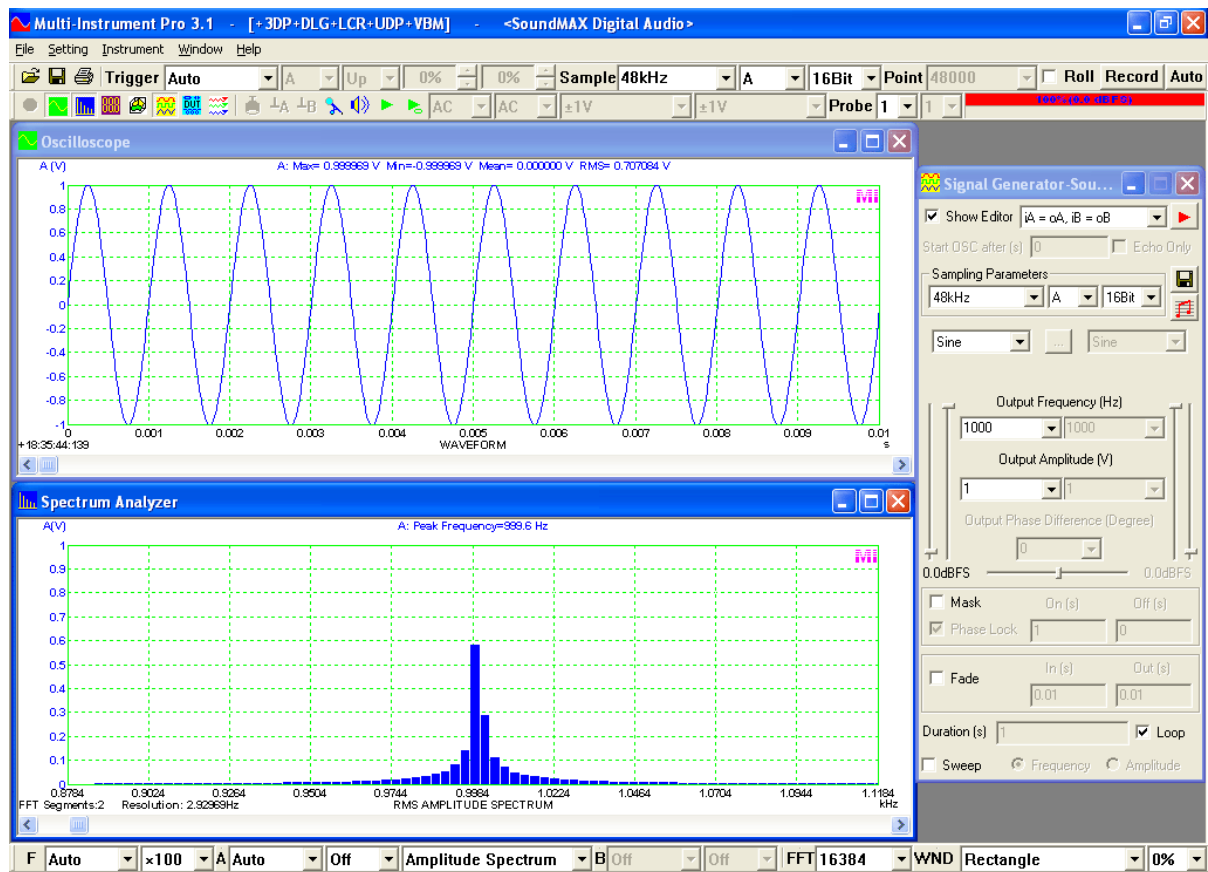 Multi-Instrument Pro 3.1 - [+3DP+DLG+LCR+UDP+VBM] - <SoundMAX Digital Audio>
File Setting Instrument Window Help
Trigger Auto A Up 0% 0% Sample 48kHz A 16Bit Point 48000 Roll Record Auto
A B AC AC ±1V ±1V Probe 1 1 100% (0.0 dBFS)
Oscilloscope
A (V) A: Max= 0.999969 V Min=-0.999969 V Mean= 0.000000 V RMS= 0.707084 V
MI
1
0.8
0.6
0.4
0.2
0
-0.2
-0.4
-0.6
-0.8
-1
0 0.001 0.002 0.003 0.004 0.005 0.006 0.007 0.008 0.009 0.01
+18:35:44:139 WAVEFORM s
Spectrum Analyzer
A(V) A: Peak Frequency=999.6 Hz
MI
1
0.9
0.8
0.7
0.6
0.5
0.4
0.3
0.2
0.1
0
0.8784 0.9024 0.9264 0.9504 0.9744 0.9984 1.0224 1.0464 1.0704 1.0944 1.1184
FFT Segments:2 Resolution: 2.92969Hz RMS AMPLITUDE SPECTRUM kHz
Signal Generator-Sou...
Show Editor iA = oA, iB = oB
Start OSC after (s) 0 Echo Only
Sampling Parameters
48kHz A 16Bit
Sine ... Sine
Output Frequency (Hz)
1000 1000
Output Amplitude (V)
1 1
Output Phase Difference (Degree)
0
0.0dBFS 0.0dBFS
Mask On (s) Off (s)
Phase Lock 1 0
Fade In (s) Out (s)
0.01 0.01
Duration (s) 1 Loop
Sweep Frequency Amplitude
F Auto ×100 A Auto Off Amplitude Spectrum B Off Off FFT 16384 WND Rectangle 0%